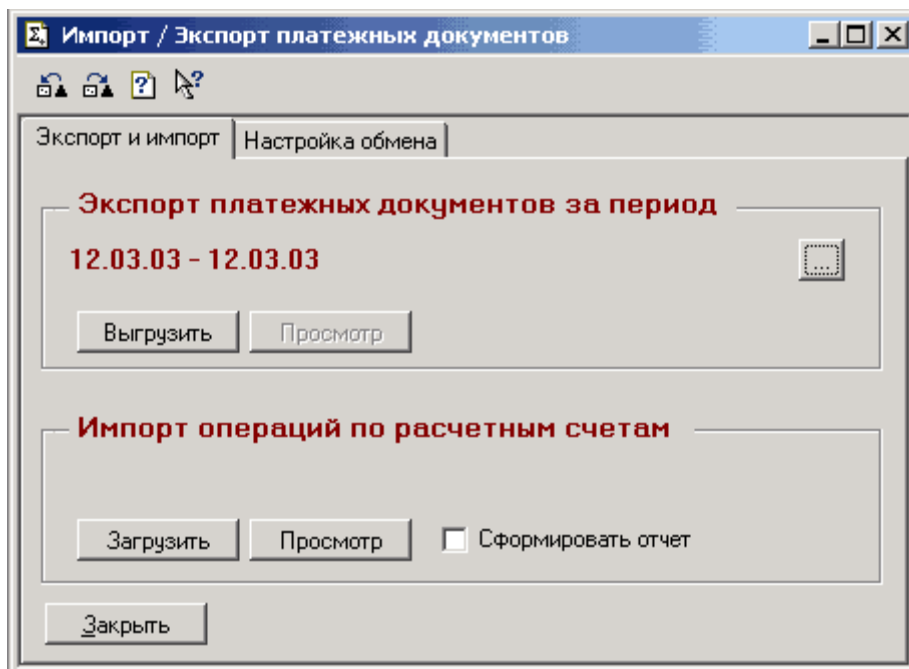 Импорт / Экспорт платежных документов
Экспорт и импорт Настройка обмена
Экспорт платежных документов за период
12.03.03 - 12.03.03
...
Выгрузить Просмотр
Импорт операций по расчетным счетам
Загрузить Просмотр Сформировать отчет
Закрыть